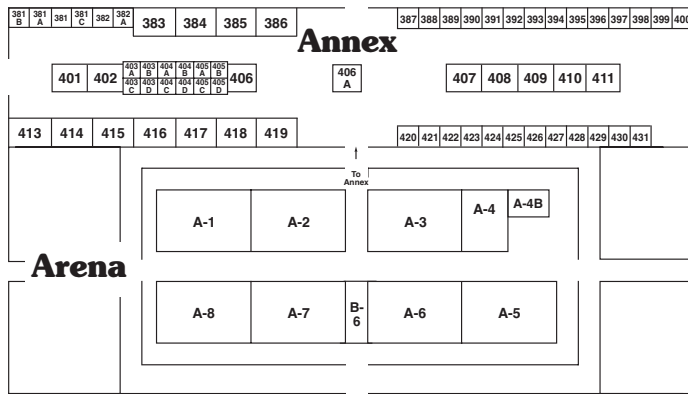 381 B 381 A 381 381 C 382 382 A 383 384 385 386 387 388 389 390 391 392 393 394 395 396 397 398 399 400
Annex
401 402 403 A 403 B 404 A 404 B 405 A 405 B 406 406 A 407 408 409 410 411
403 C 403 D 404 C 404 D 405 C 405 D
413 414 415 416 417 418 419 420 421 422 423 424 425 426 427 428 429 430 431
To
Annex
A-1 A-2 A-3 A-4 A-4B
Arena
A-8 A-7 B-6 A-6 A-5